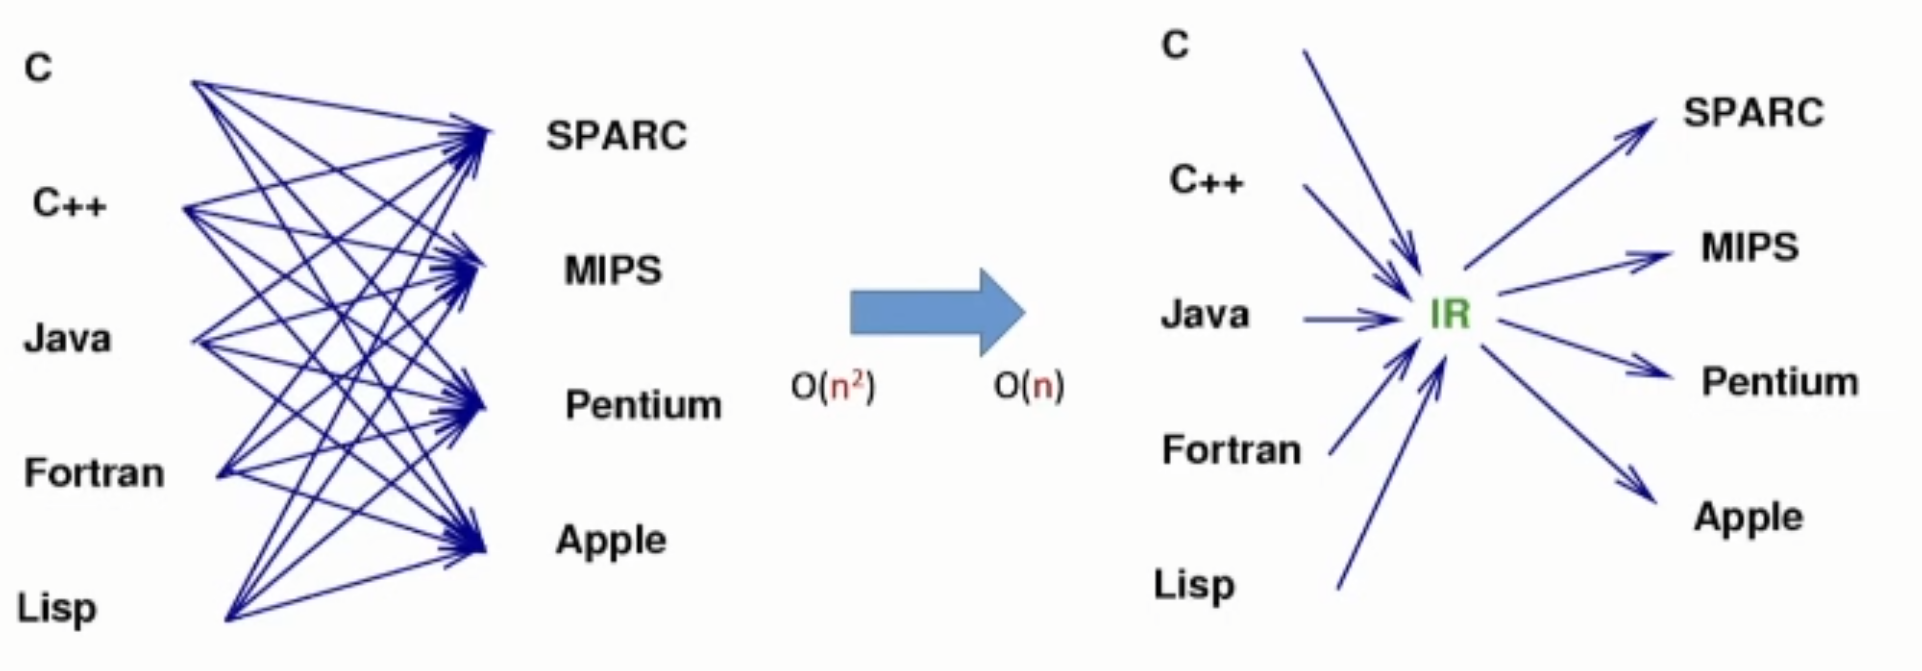 C
C++
Java
Fortran
Lisp
SPARC
MIPS
Pentium
Apple
O(n²)
O(n)
C
C++
Java
Fortran
Lisp
IR
SPARC
MIPS
Pentium
Apple